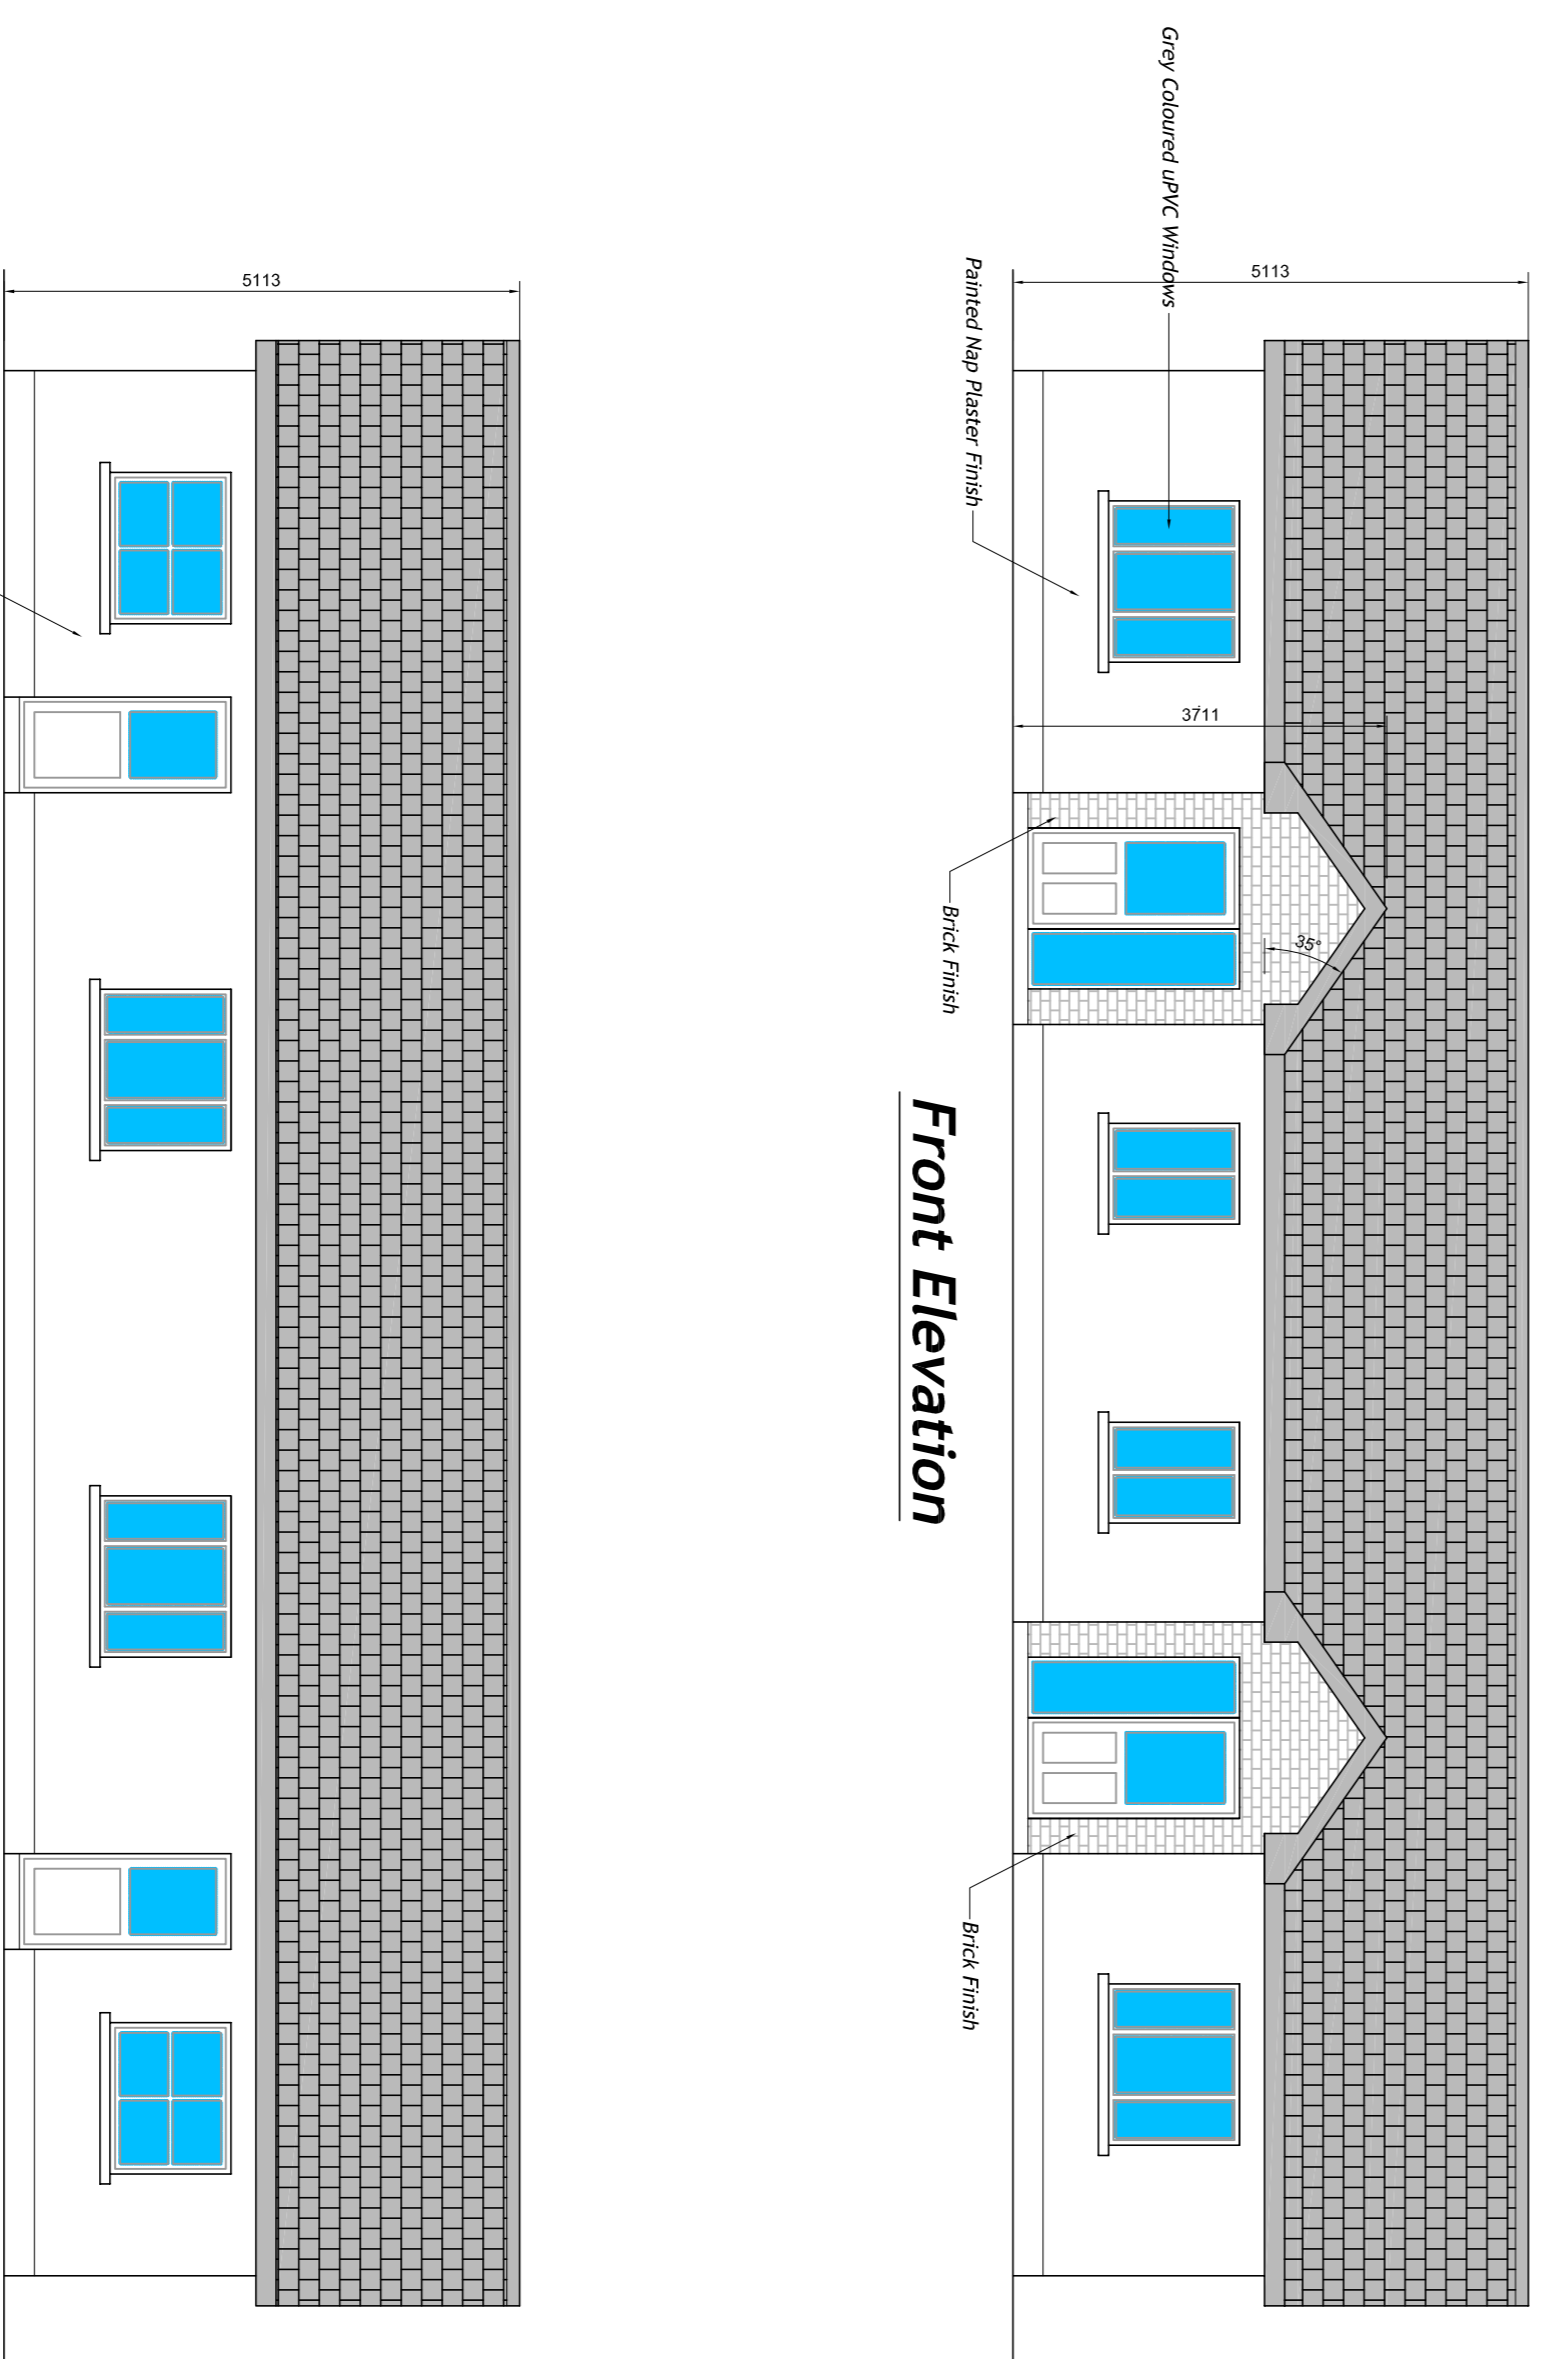 Grey Coloured uPVC Windows
5113
Painted Nap Plaster Finish
3711
35°
Brick Finish
Brick Finish
Front Elevation
5113